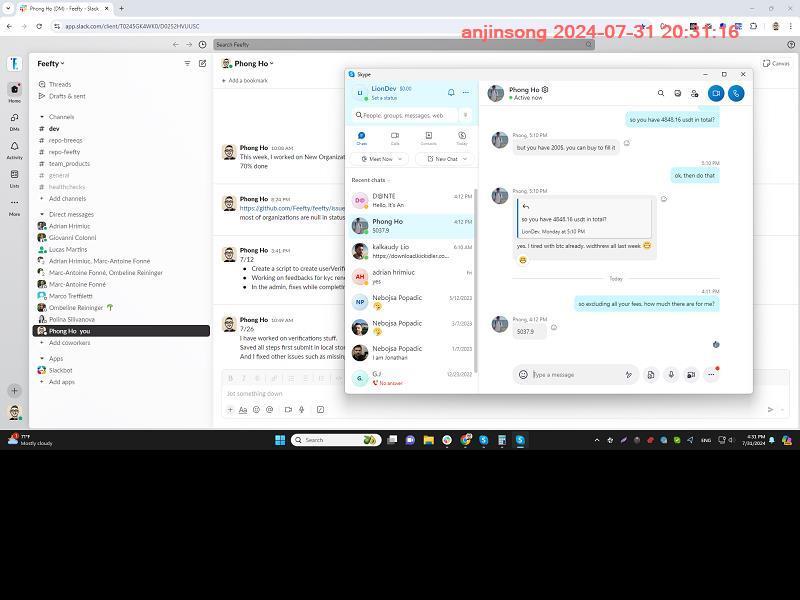 Phong Ho (DM) - Feefty - Slack
app.slack.com/client/T0245GK4WK0/D0252HVUUSC
anjinsong 2024-07-31 20:31:16
Search Feefty
Feefty
Threads
Drafts & sent
Channels
# dev
# repo-breeqs
# repo-feefty
# team_products
# general
# healthchecks
+ Add channels
Direct messages
Adrian Hrimiuc
Giovanni Colonni
Lucas Martins
Adrian Hrimiuc, Marc-Antoine Fonné
Marc-Antoine Fonné, Ombeline Reininger
Marc-Antoine Fonné
Marco Treffiletti
Ombeline Reininger
Polina Silivanova
Phong Ho you
+ Add coworkers
Apps
Slackbot
+ Add apps
Home
DMs
Activity
Lists
More
Phong Ho
Canvas
+ Add a bookmark
Phong Ho 10:08 AM
This week, I worked on New Organizat
70% done
Phong Ho 8:24 PM
https://github.com/Feefty/feefty/issue
most of organizations are null in status
Phong Ho 3:41 PM
7/12
Create a script to create userVerifi
Working on feedbacks for kyc rene
In the admin, fixes while completin
Phong Ho 10:49 AM
7/26
I have worked on verifications stuff.
Saved all steps first submit in local stor
And I fixed other issues such as missing
Jot something down
Skype
LI
LionDev $0.00
Set a status
People, groups, messages, web
Chats
Calls
Contacts
Today
Meet Now
New Chat
Recent chats
D@NTE 4:12 PM
Hello, It's An
Phong Ho 4:12 PM
5037.9
kalkaudy Lio 6:10 AM
https://download.kickidler.co...
AH
adrian hrimiuc Fri
yes
NP
Nebojsa Popadic 5/12/2023
Nebojsa Popadic 3/7/2023
Nebojsa Popadic 1/7/2023
I am Jonathan
G.
G.J 12/23/2022
No answer
Phong Ho
Active now
so you have 4848.16 usdt in total?
Phong, 5:10 PM
but you have 200$. you can buy to fill it
5:10 PM
ok, then do that
Phong, 5:10 PM
so you have 4848.16 usdt in total?
LionDev, Monday at 5:10 PM
yes. I tired with btc already. widthrew all last week
Today
4:11 PM
so excluding all your fees, how much there are for me?
Phong, 4:12 PM
5037.9
Type a message
77°F
Mostly cloudy
Search
ENG
4:31 PM
7/31/2024